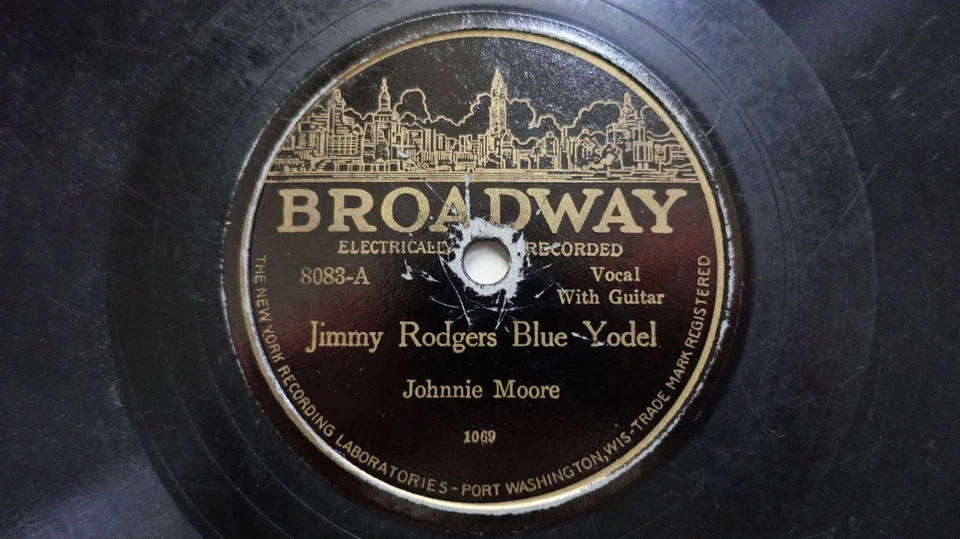 BROADWAY
ELECTRICALLY RECORDED
8083-A
Vocal
With Guitar
Jimmy Rodgers Blue Yodel
Johnnie Moore
1069
THE NEW YORK RECORDING LABORATORIES - PORT WASHINGTON, WIS - TRADE MARK REGISTERED